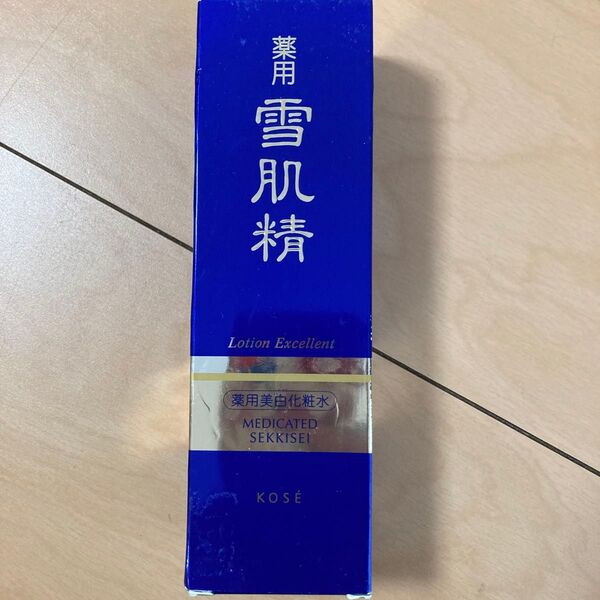 薬用
雪肌精
Lotion Excellent
薬用美白化粧水
MEDICATED
SEKKISEI
KOSÉ